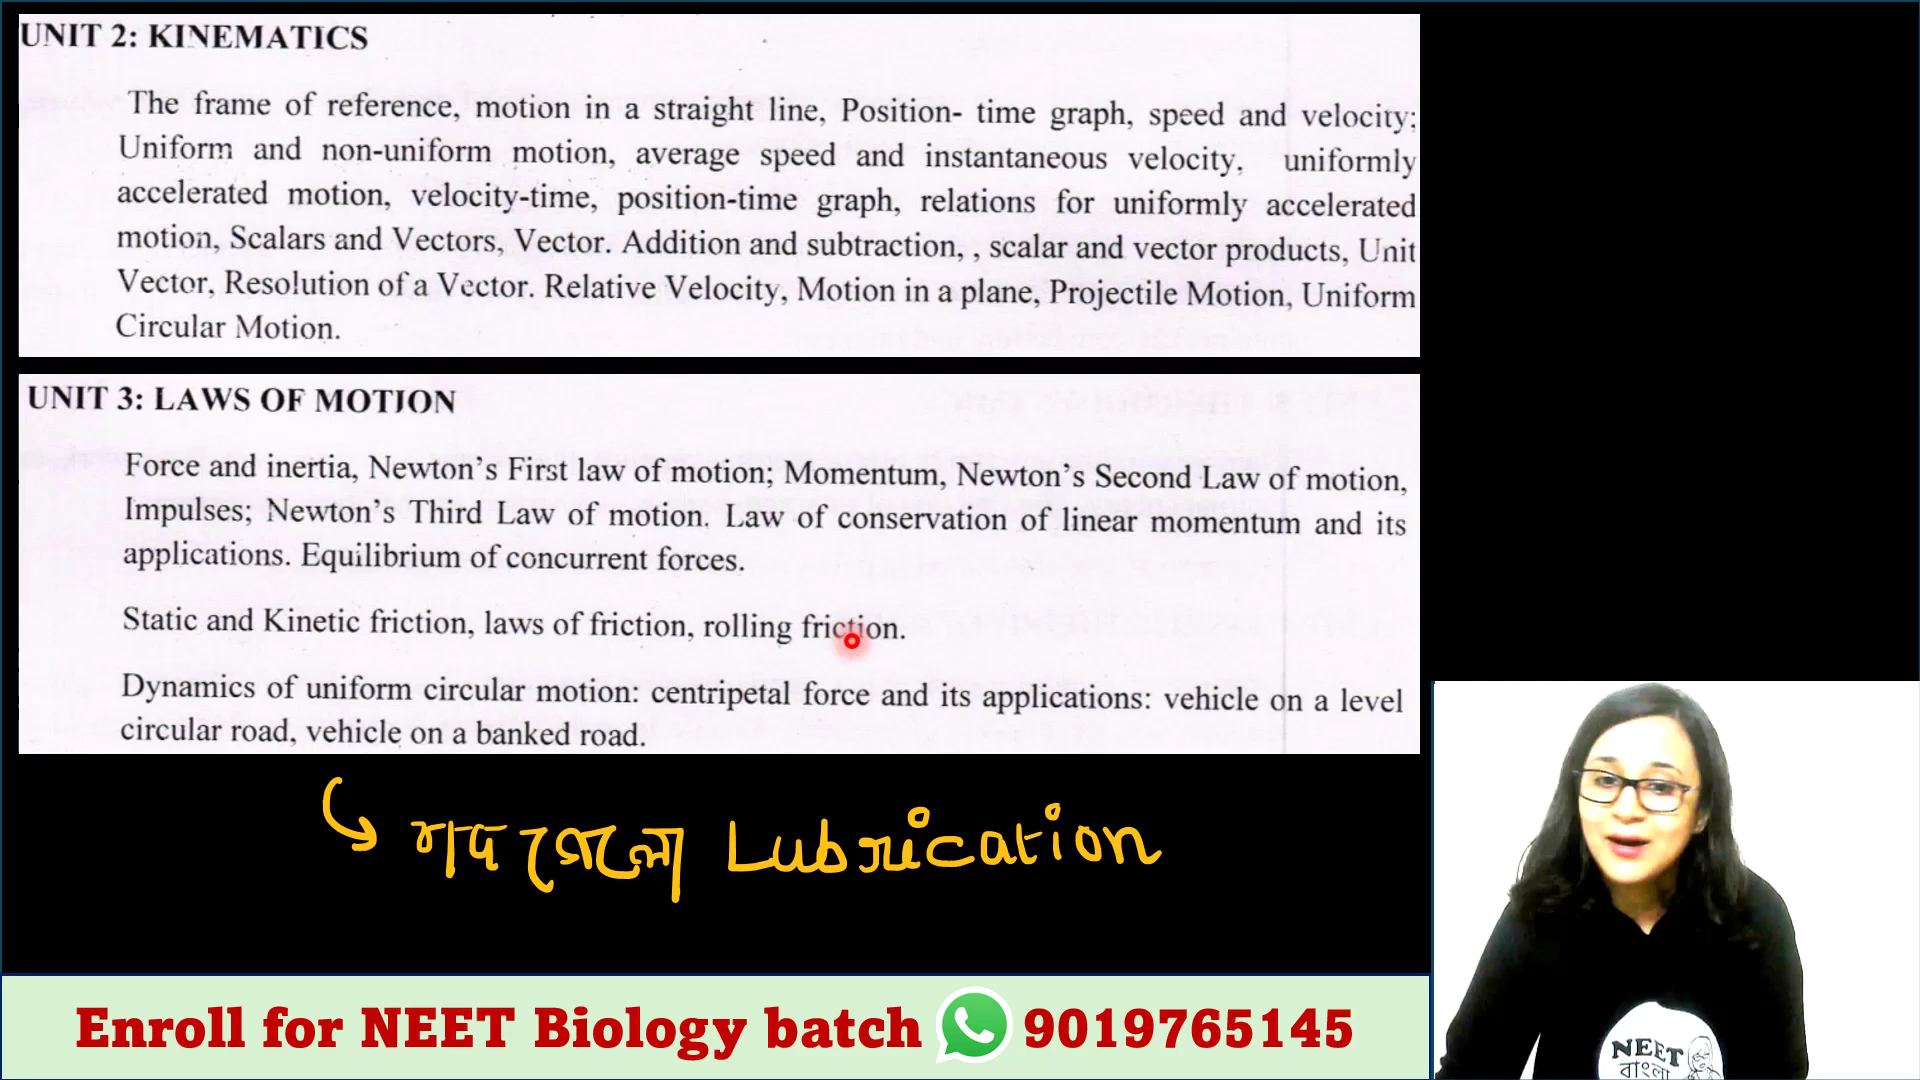 UNIT 2: KINEMATICS
The frame of reference, motion in a straight line, Position- time graph, speed and velocity;
Uniform and non-uniform motion, average speed and instantaneous velocity, uniformly
accelerated motion, velocity-time, position-time graph, relations for uniformly accelerated
motion, Scalars and Vectors, Vector. Addition and subtraction, , scalar and vector products, Unit
Vector, Resolution of a Vector. Relative Velocity, Motion in a plane, Projectile Motion, Uniform
Circular Motion.
UNIT 3: LAWS OF MOTION
Force and inertia, Newton’s First law of motion; Momentum, Newton’s Second Law of motion,
Impulses; Newton’s Third Law of motion. Law of conservation of linear momentum and its
applications. Equilibrium of concurrent forces.
Static and Kinetic friction, laws of friction, rolling friction.
Dynamics of uniform circular motion: centripetal force and its applications: vehicle on a level
circular road, vehicle on a banked road.
বাদ গেলো Lubrication
Enroll for NEET Biology batch 9019765145
NEET
বাংলা